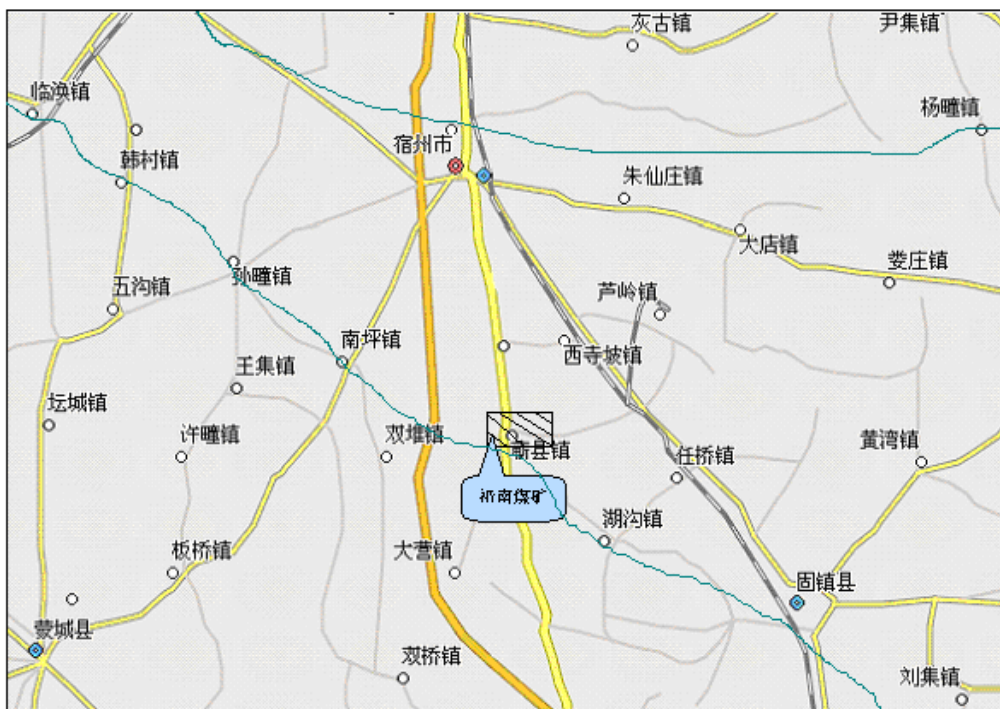 灰古镇
尹集镇
临涣镇
杨疃镇
宿州市
韩村镇
朱仙庄镇
大店镇
娄庄镇
孙疃镇
五沟镇
芦岭镇
南坪镇
西寺坡镇
王集镇
坛城镇
许疃镇
双堆镇
蕲县镇
黄湾镇
任桥镇
祁南煤矿
湖沟镇
板桥镇
大营镇
固镇县
蒙城县
双桥镇
刘集镇